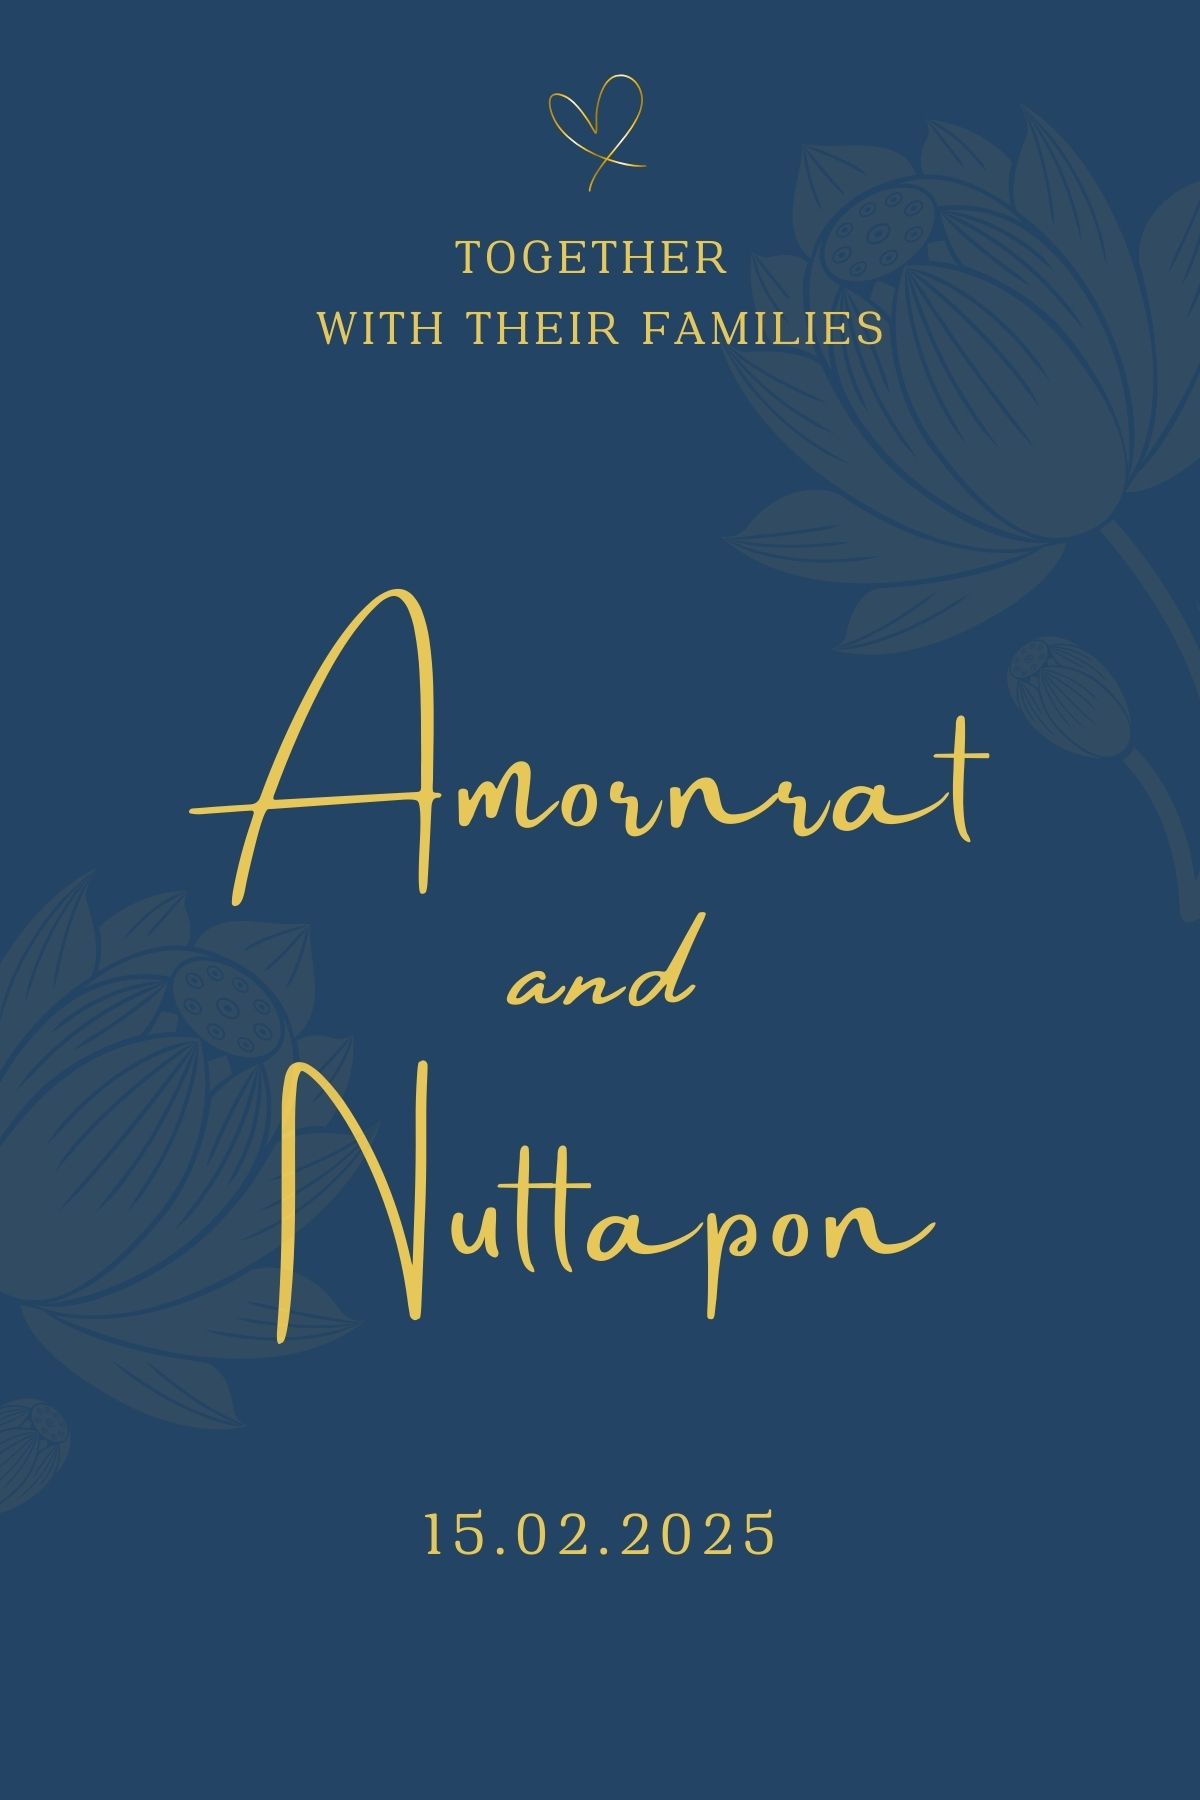 TOGETHER
WITH THEIR FAMILIES
Amornrat
and
Nuttapon
15.02.2025